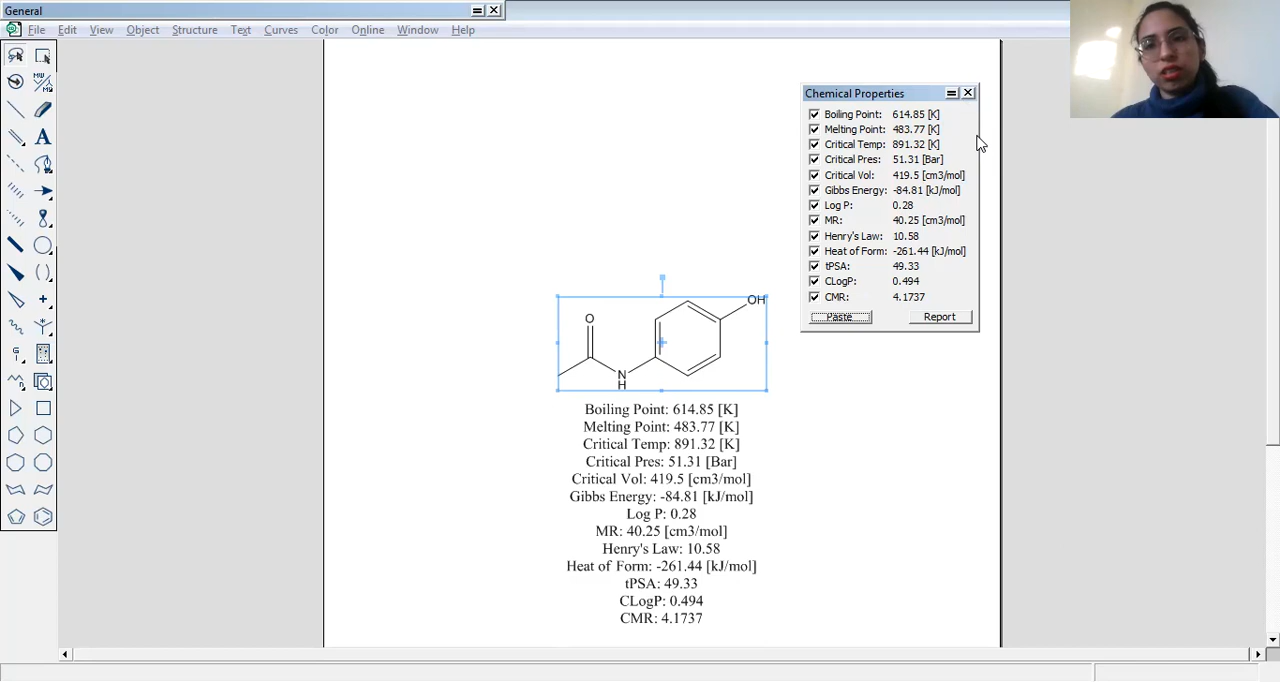 General
File Edit View Object Structure Text Curves Color Online Window Help
Chemical Properties
Boiling Point: 614.85 [K]
Melting Point: 483.77 [K]
Critical Temp: 891.32 [K]
Critical Pres: 51.31 [Bar]
Critical Vol: 419.5 [cm3/mol]
Gibbs Energy: -84.81 [kJ/mol]
Log P: 0.28
MR: 40.25 [cm3/mol]
Henry's Law: 10.58
Heat of Form: -261.44 [kJ/mol]
tPSA: 49.33
CLogP: 0.494
CMR: 4.1737
Paste Report
OH
O
N
H
Boiling Point: 614.85 [K]
Melting Point: 483.77 [K]
Critical Temp: 891.32 [K]
Critical Pres: 51.31 [Bar]
Critical Vol: 419.5 [cm3/mol]
Gibbs Energy: -84.81 [kJ/mol]
Log P: 0.28
MR: 40.25 [cm3/mol]
Henry's Law: 10.58
Heat of Form: -261.44 [kJ/mol]
tPSA: 49.33
CLogP: 0.494
CMR: 4.1737
A